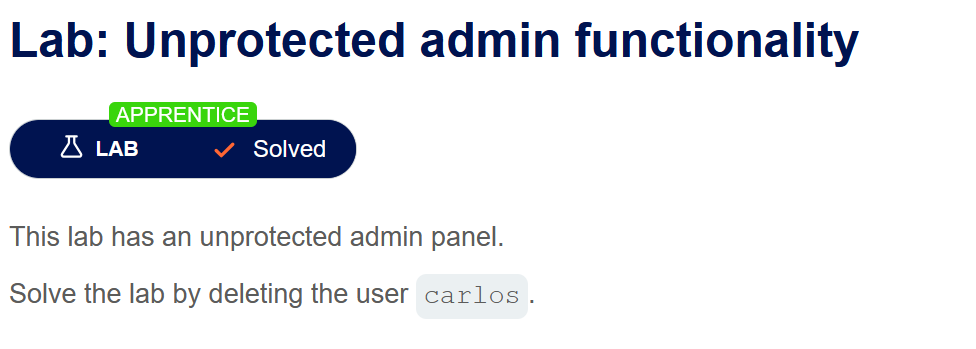 Lab: Unprotected admin functionality
APPRENTICE
LAB Solved
This lab has an unprotected admin panel.
Solve the lab by deleting the user carlos.